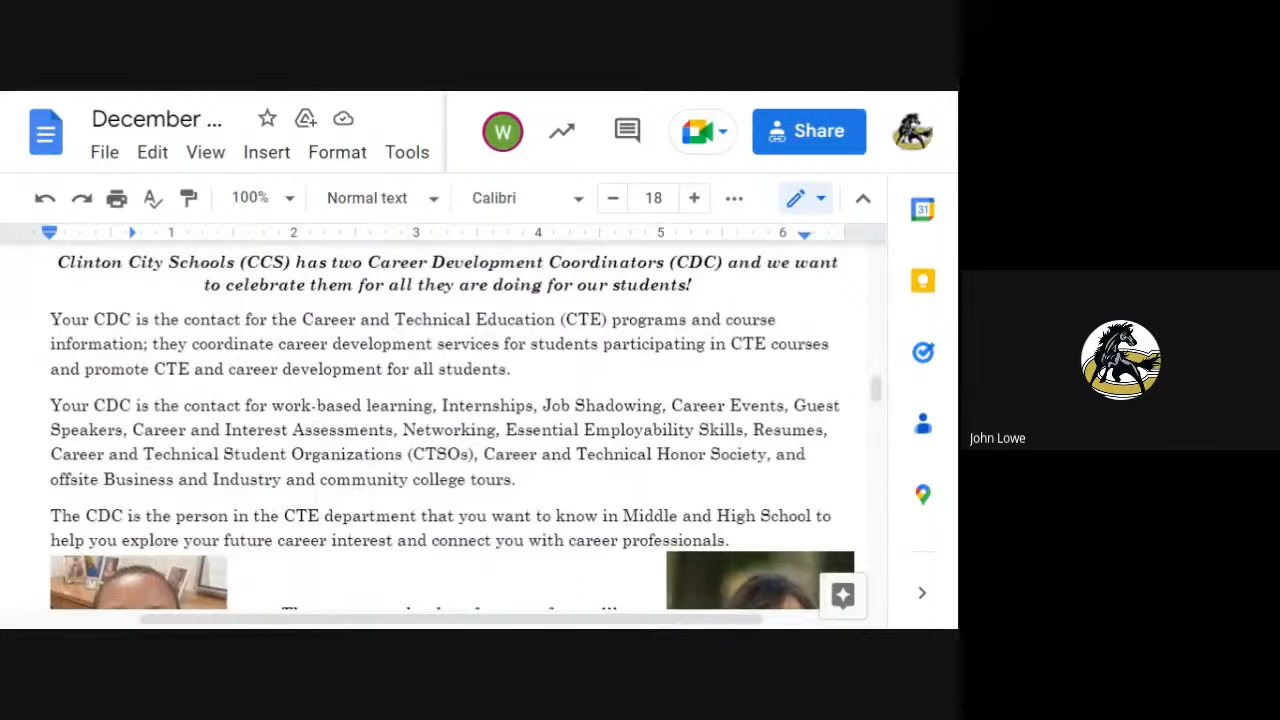 December ...
W
Share
File Edit View Insert Format Tools
100% Normal text Calibri 18
31
1 2 3 4 5 6
Clinton City Schools (CCS) has two Career Development Coordinators (CDC) and we want
to celebrate them for all they are doing for our students!
Your CDC is the contact for the Career and Technical Education (CTE) programs and course
information; they coordinate career development services for students participating in CTE courses
and promote CTE and career development for all students.
Your CDC is the contact for work-based learning, Internships, Job Shadowing, Career Events, Guest
Speakers, Career and Interest Assessments, Networking, Essential Employability Skills, Resumes,
Career and Technical Student Organizations (CTSOs), Career and Technical Honor Society, and
offsite Business and Industry and community college tours.
The CDC is the person in the CTE department that you want to know in Middle and High School to
help you explore your future career interest and connect you with career professionals.
John Lowe